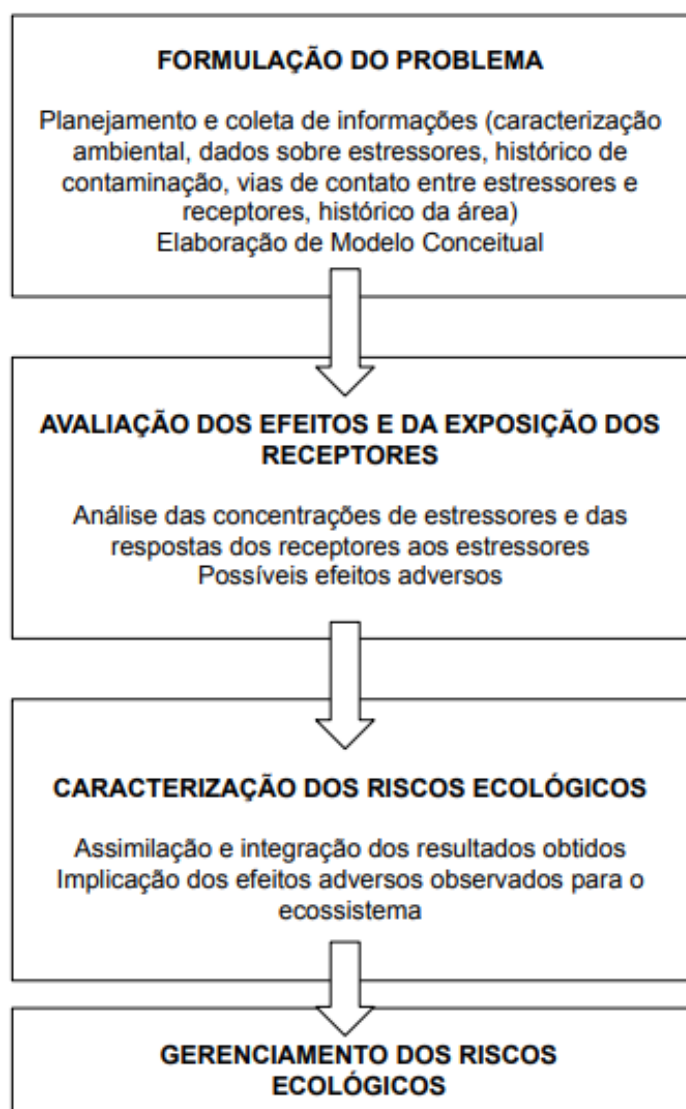 FORMULAÇÃO DO PROBLEMA
Planejamento e coleta de informações (caracterização
ambiental, dados sobre estressores, histórico de
contaminação, vias de contato entre estressores e
receptores, histórico da área)
Elaboração de Modelo Conceitual
AVALIAÇÃO DOS EFEITOS E DA EXPOSIÇÃO DOS
RECEPTORES
Análise das concentrações de estressores e das
respostas dos receptores aos estressores
Possíveis efeitos adversos
CARACTERIZAÇÃO DOS RISCOS ECOLÓGICOS
Assimilação e integração dos resultados obtidos
Implicação dos efeitos adversos observados para o
ecossistema
GERENCIAMENTO DOS RISCOS
ECOLÓGICOS